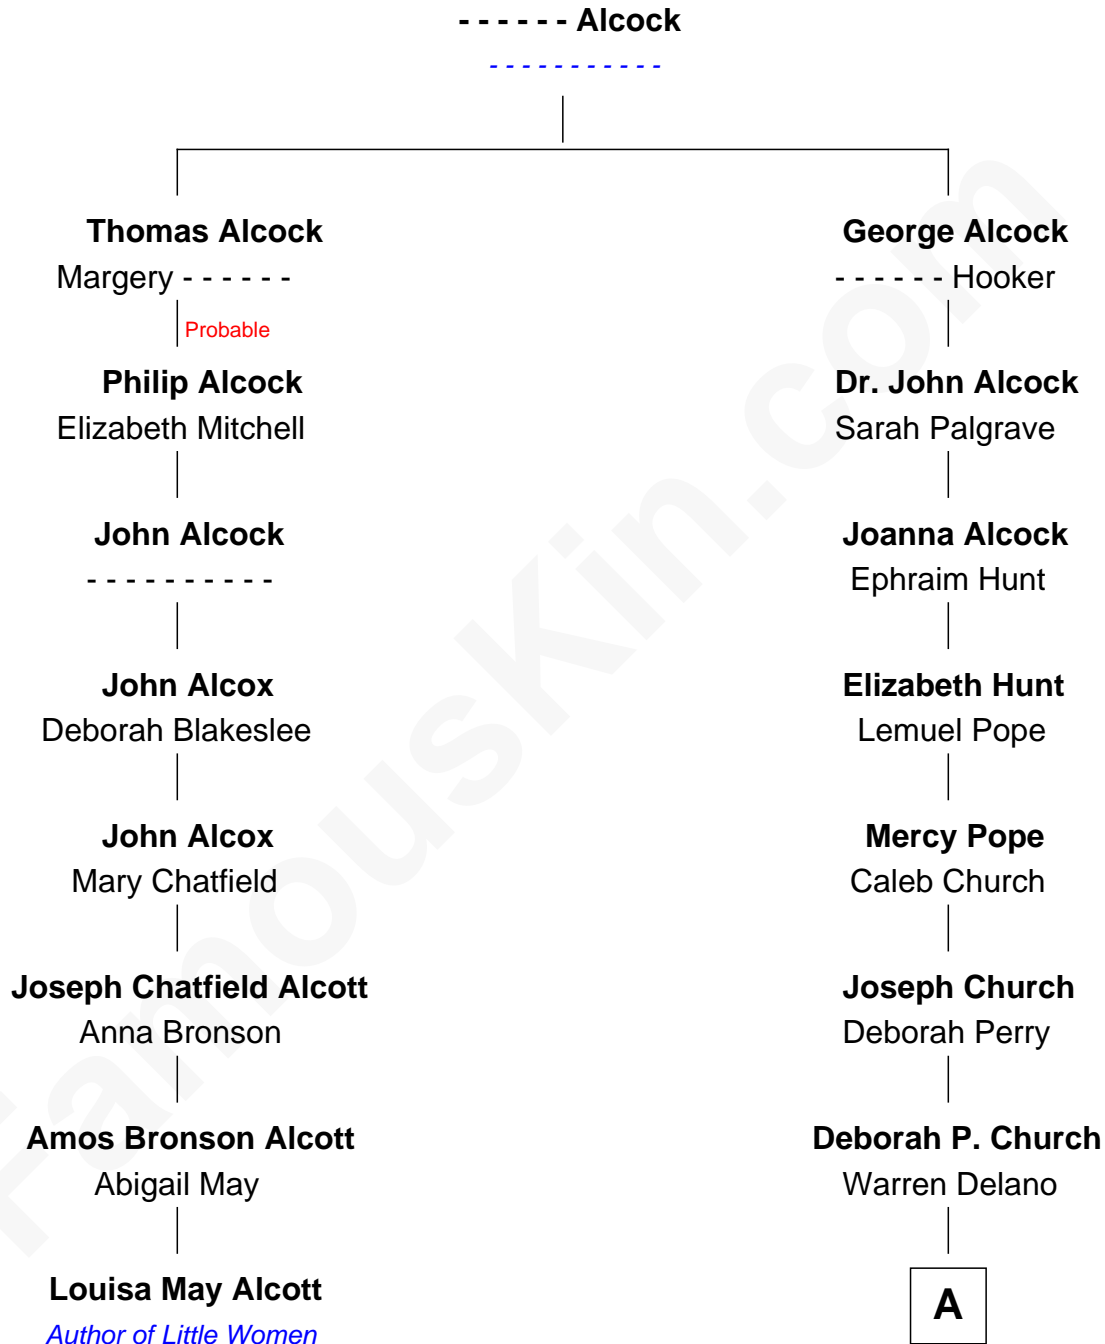 - - - - - - Alcock
- - - - - - - - - - -
Thomas Alcock
Margery - - - - - -
Probable
Philip Alcock
Elizabeth Mitchell
John Alcock
- - - - - - - - - -
John Alcox
Deborah Blakeslee
John Alcox
Mary Chatfield
Joseph Chatfield Alcott
Anna Bronson
Amos Bronson Alcott
Abigail May
Louisa May Alcott
Author of Little Women
George Alcock
- - - - - - Hooker
Dr. John Alcock
Sarah Palgrave
Joanna Alcock
Ephraim Hunt
Elizabeth Hunt
Lemuel Pope
Mercy Pope
Caleb Church
Joseph Church
Deborah Perry
Deborah P. Church
Warren Delano
A
FamousKin.com